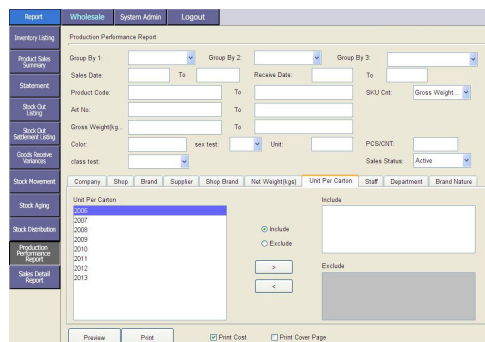 Report
Wholesale
System Admin
Logout
Inventory Listing
Product Sales
Summary
Statement
Stock Out
Listing
Stock Out
Settlement Listing
Goods Receive
Variances
Stock Movement
Stock Aging
Stock Distribution
Production
Performance
Report
Sales Detail
Report
Production Performance Report
Group By 1: Group By 2: Group By 3:
Sales Date: To Receive Date: To
Product Code: To SKU Cnt: Gross Weight...
Art No: To
Gross Weight(kg... To
Color: sex test: Unit: PCS/CNT:
class test: Sales Status: Active
Company Shop Brand Supplier Shop Brand Net Weight(kgs) Unit Per Carton Staff Department Brand Nature
Unit Per Carton
2006
2007
2008
2009
2010
2011
2012
2013
Include
Exclude
>
<
Include
Exclude
Preview Print Print Cost Print Cover Page